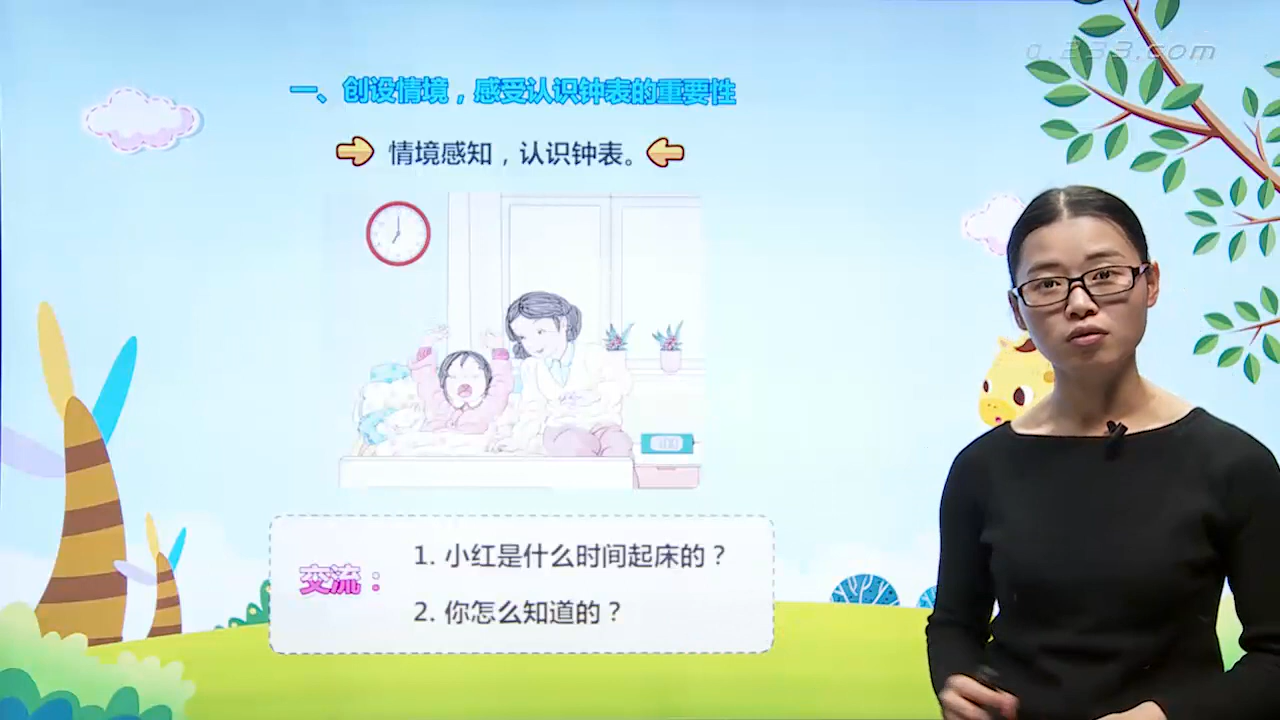 一、创设情境，感受认识钟表的重要性
情境感知，认识钟表。
交流：
1. 小红是什么时间起床的？
2. 你怎么知道的？